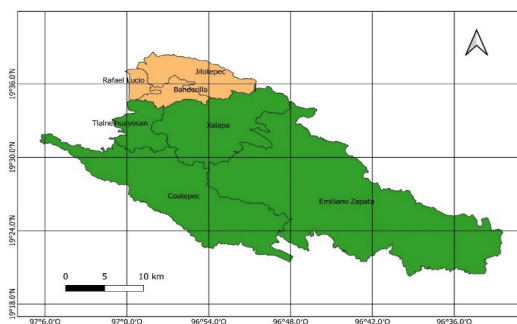 19°36.0'N
19°30.0'N
19°24.0'N
19°18.0'N
Jilotepec
Rafael Lucio
Banderilla
Tlalnelhuayocan
Xalapa
Coatepec
Emiliano Zapata
0 5 10 km
97°6.0'O
97°0.0'O
96°54.0'O
96°48.0'O
96°42.0'O
96°36.0'O